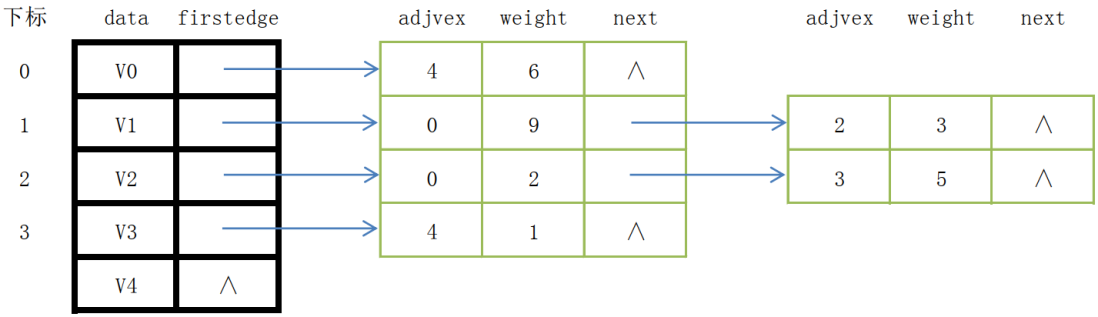 下标 data firstedge adjvex weight next adjvex weight next
0 V0 4 6 ∧
1 V1 0 9 2 3 ∧
2 V2 0 2 3 5 ∧
3 V3 4 1 ∧
V4 ∧